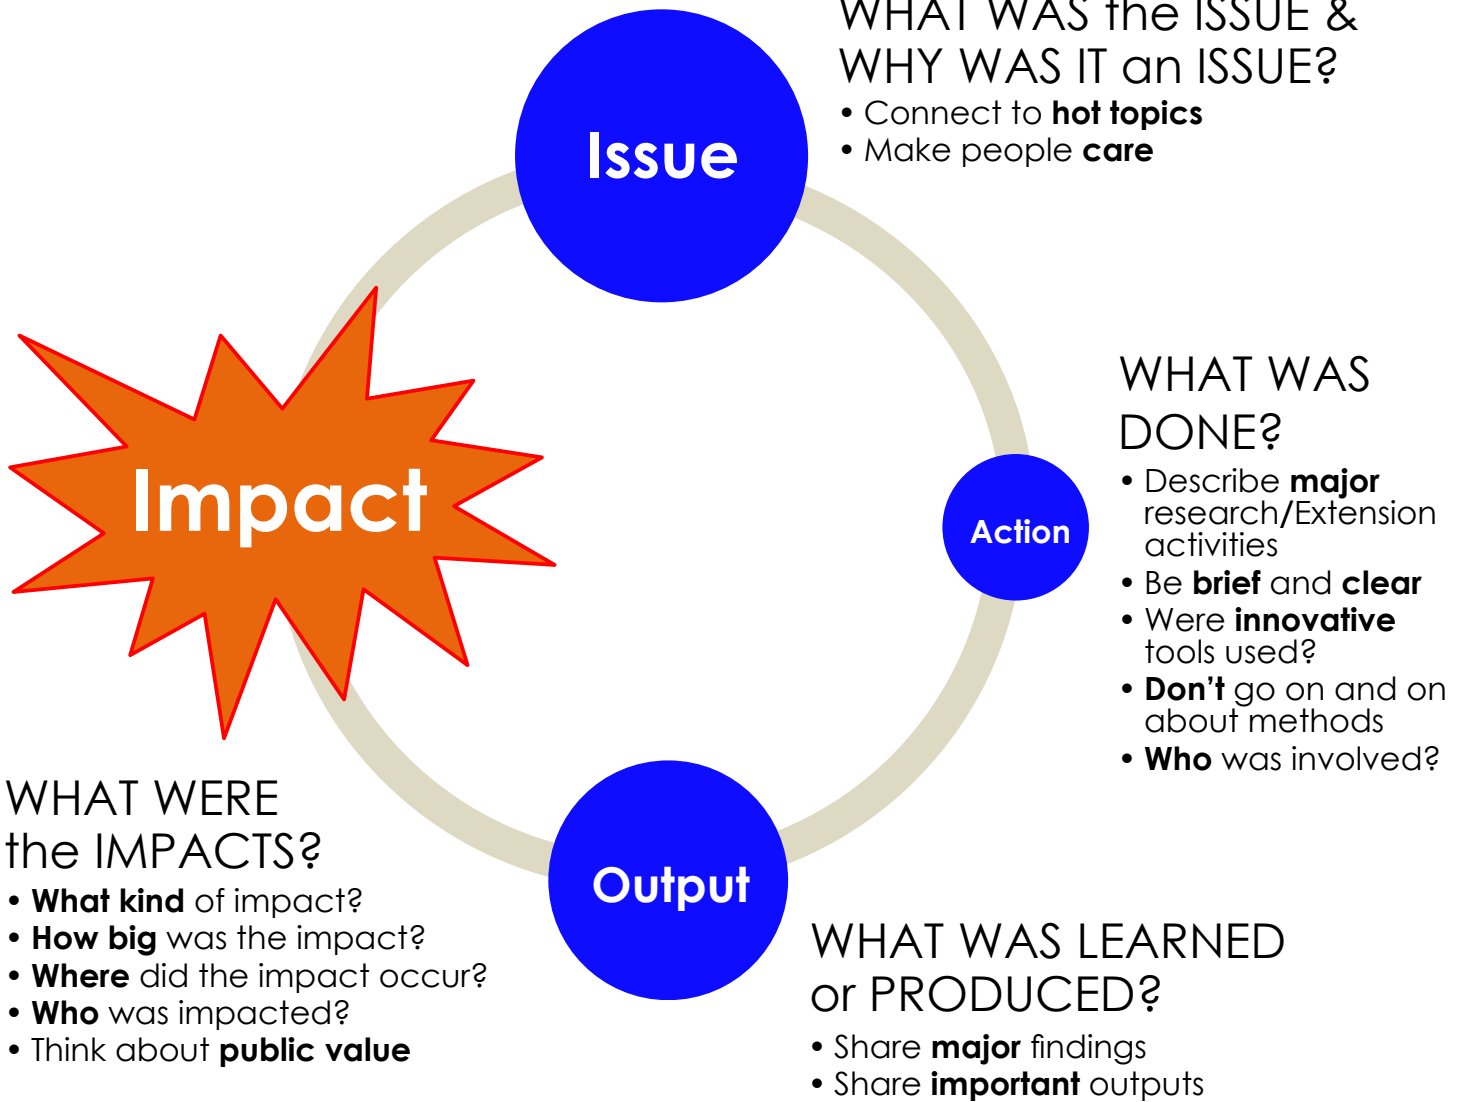 WHAT WAS the ISSUE &
WHY WAS IT an ISSUE?
• Connect to hot topics
• Make people care
Issue
WHAT WAS
DONE?
• Describe major
research/Extension
activities
• Be brief and clear
• Were innovative
tools used?
• Don't go on and on
about methods
• Who was involved?
Action
Output
WHAT WAS LEARNED
or PRODUCED?
• Share major findings
• Share important outputs
Impact
WHAT WERE
the IMPACTS?
• What kind of impact?
• How big was the impact?
• Where did the impact occur?
• Who was impacted?
• Think about public value